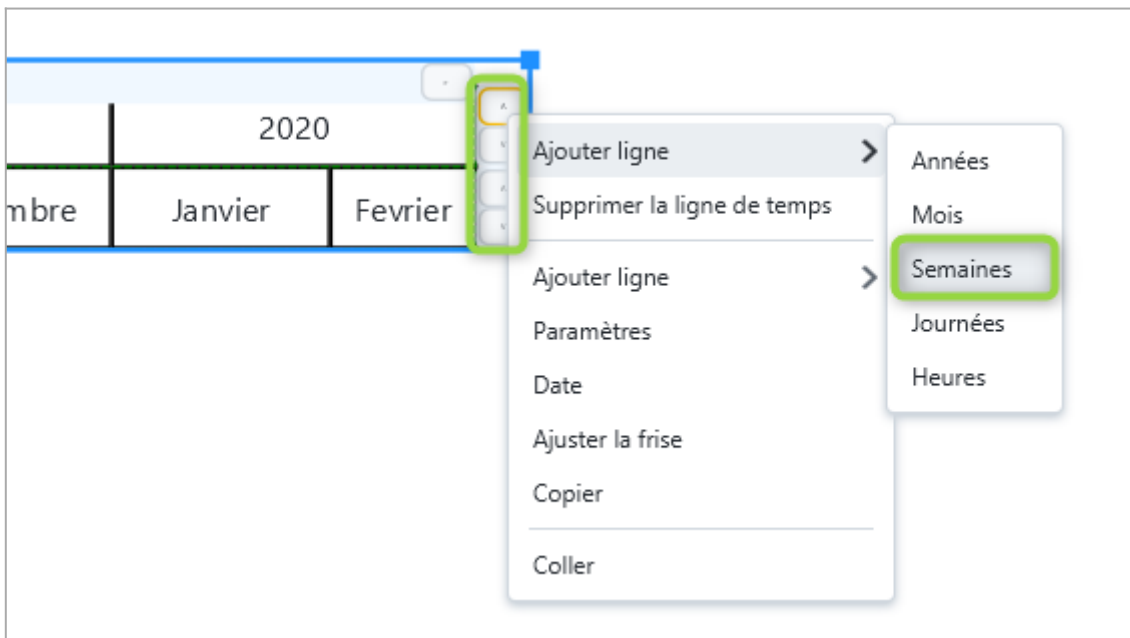 2020
mbre Janvier Fevrier
Ajouter ligne
Supprimer la ligne de temps
Ajouter ligne
Paramètres
Date
Ajuster la frise
Copier
Coller
Années
Mois
Semaines
Journées
Heures